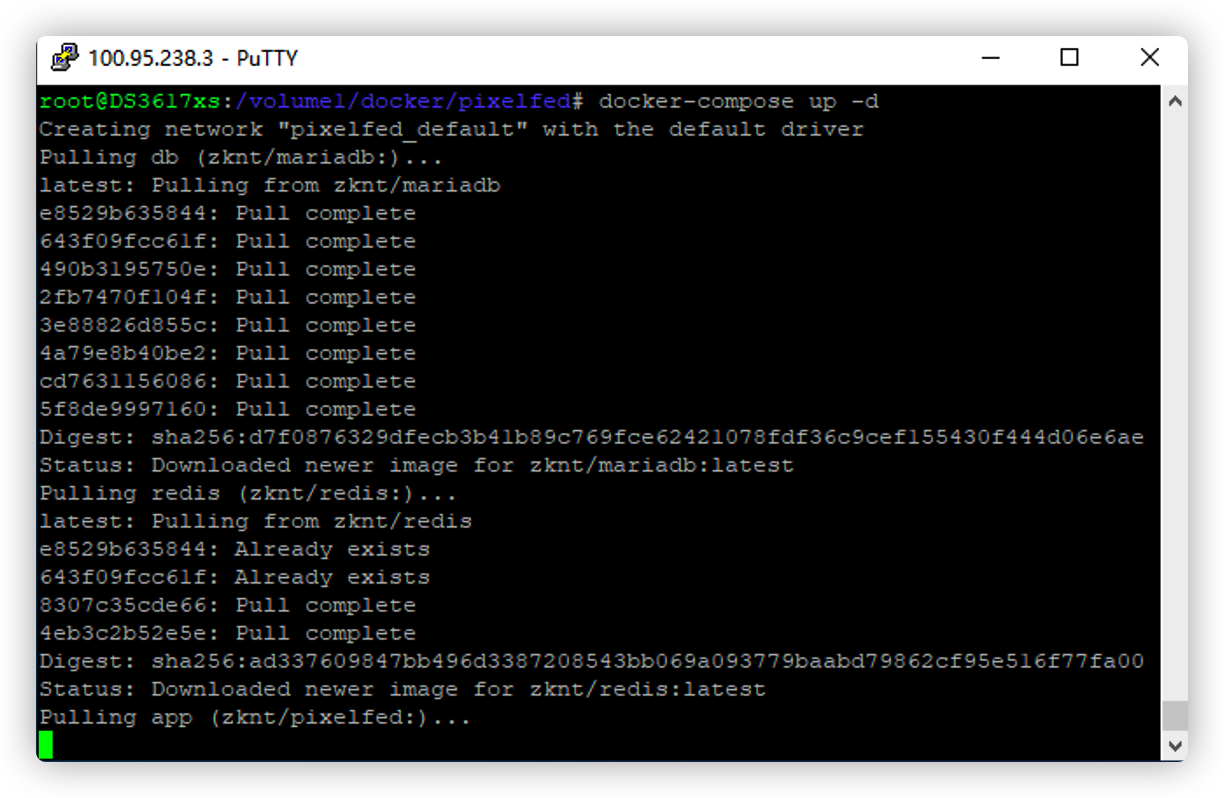 100.95.238.3 - PuTTY
root@DS3617xs:/volume1/docker/pixelfed# docker-compose up -d
Creating network "pixelfed_default" with the default driver
Pulling db (zknt/mariadb:)...
latest: Pulling from zknt/mariadb
e8529b635844: Pull complete
643f09fcc61f: Pull complete
490b3195750e: Pull complete
2fb7470f104f: Pull complete
3e88826d855c: Pull complete
4a79e8b40be2: Pull complete
cd7631156086: Pull complete
5f8de9997160: Pull complete
Digest: sha256:d7f0876329dfecb3b41b89c769fce62421078fdf36c9cef155430f444d06e6ae
Status: Downloaded newer image for zknt/mariadb:latest
Pulling redis (zknt/redis:)...
latest: Pulling from zknt/redis
e8529b635844: Already exists
643f09fcc61f: Already exists
8307c35cde66: Pull complete
4eb3c2b52e5e: Pull complete
Digest: sha256:ad337609847bb496d3387208543bb069a093779baabd79862cf95e516f77fa00
Status: Downloaded newer image for zknt/redis:latest
Pulling app (zknt/pixelfed:)...